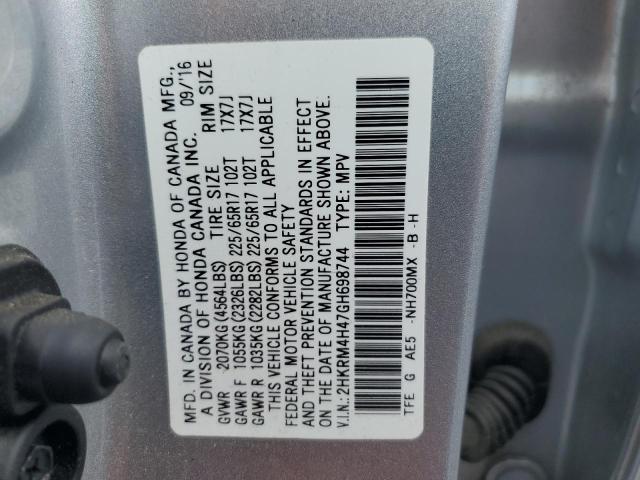 MFD. IN CANADA BY HONDA OF CANADA MFG.,
A DIVISION OF HONDA CANADA INC. 09/'16
GVWR 2070KG(4564LBS) TIRE SIZE RIM SIZE
GAWR F 1055KG(2326LBS) 225/65R17 102T 17X7J
GAWR R 1035KG(2282LBS) 225/65R17 102T 17X7J
THIS VEHICLE CONFORMS TO ALL APPLICABLE
FEDERAL MOTOR VEHICLE SAFETY
AND THEFT PREVENTION STANDARDS IN EFFECT
ON THE DATE OF MANUFACTURE SHOWN ABOVE.
V.I.N.: 2HKRM4H47GH698744 TYPE: MPV
TFE G AE5 -NH700MX -B -H